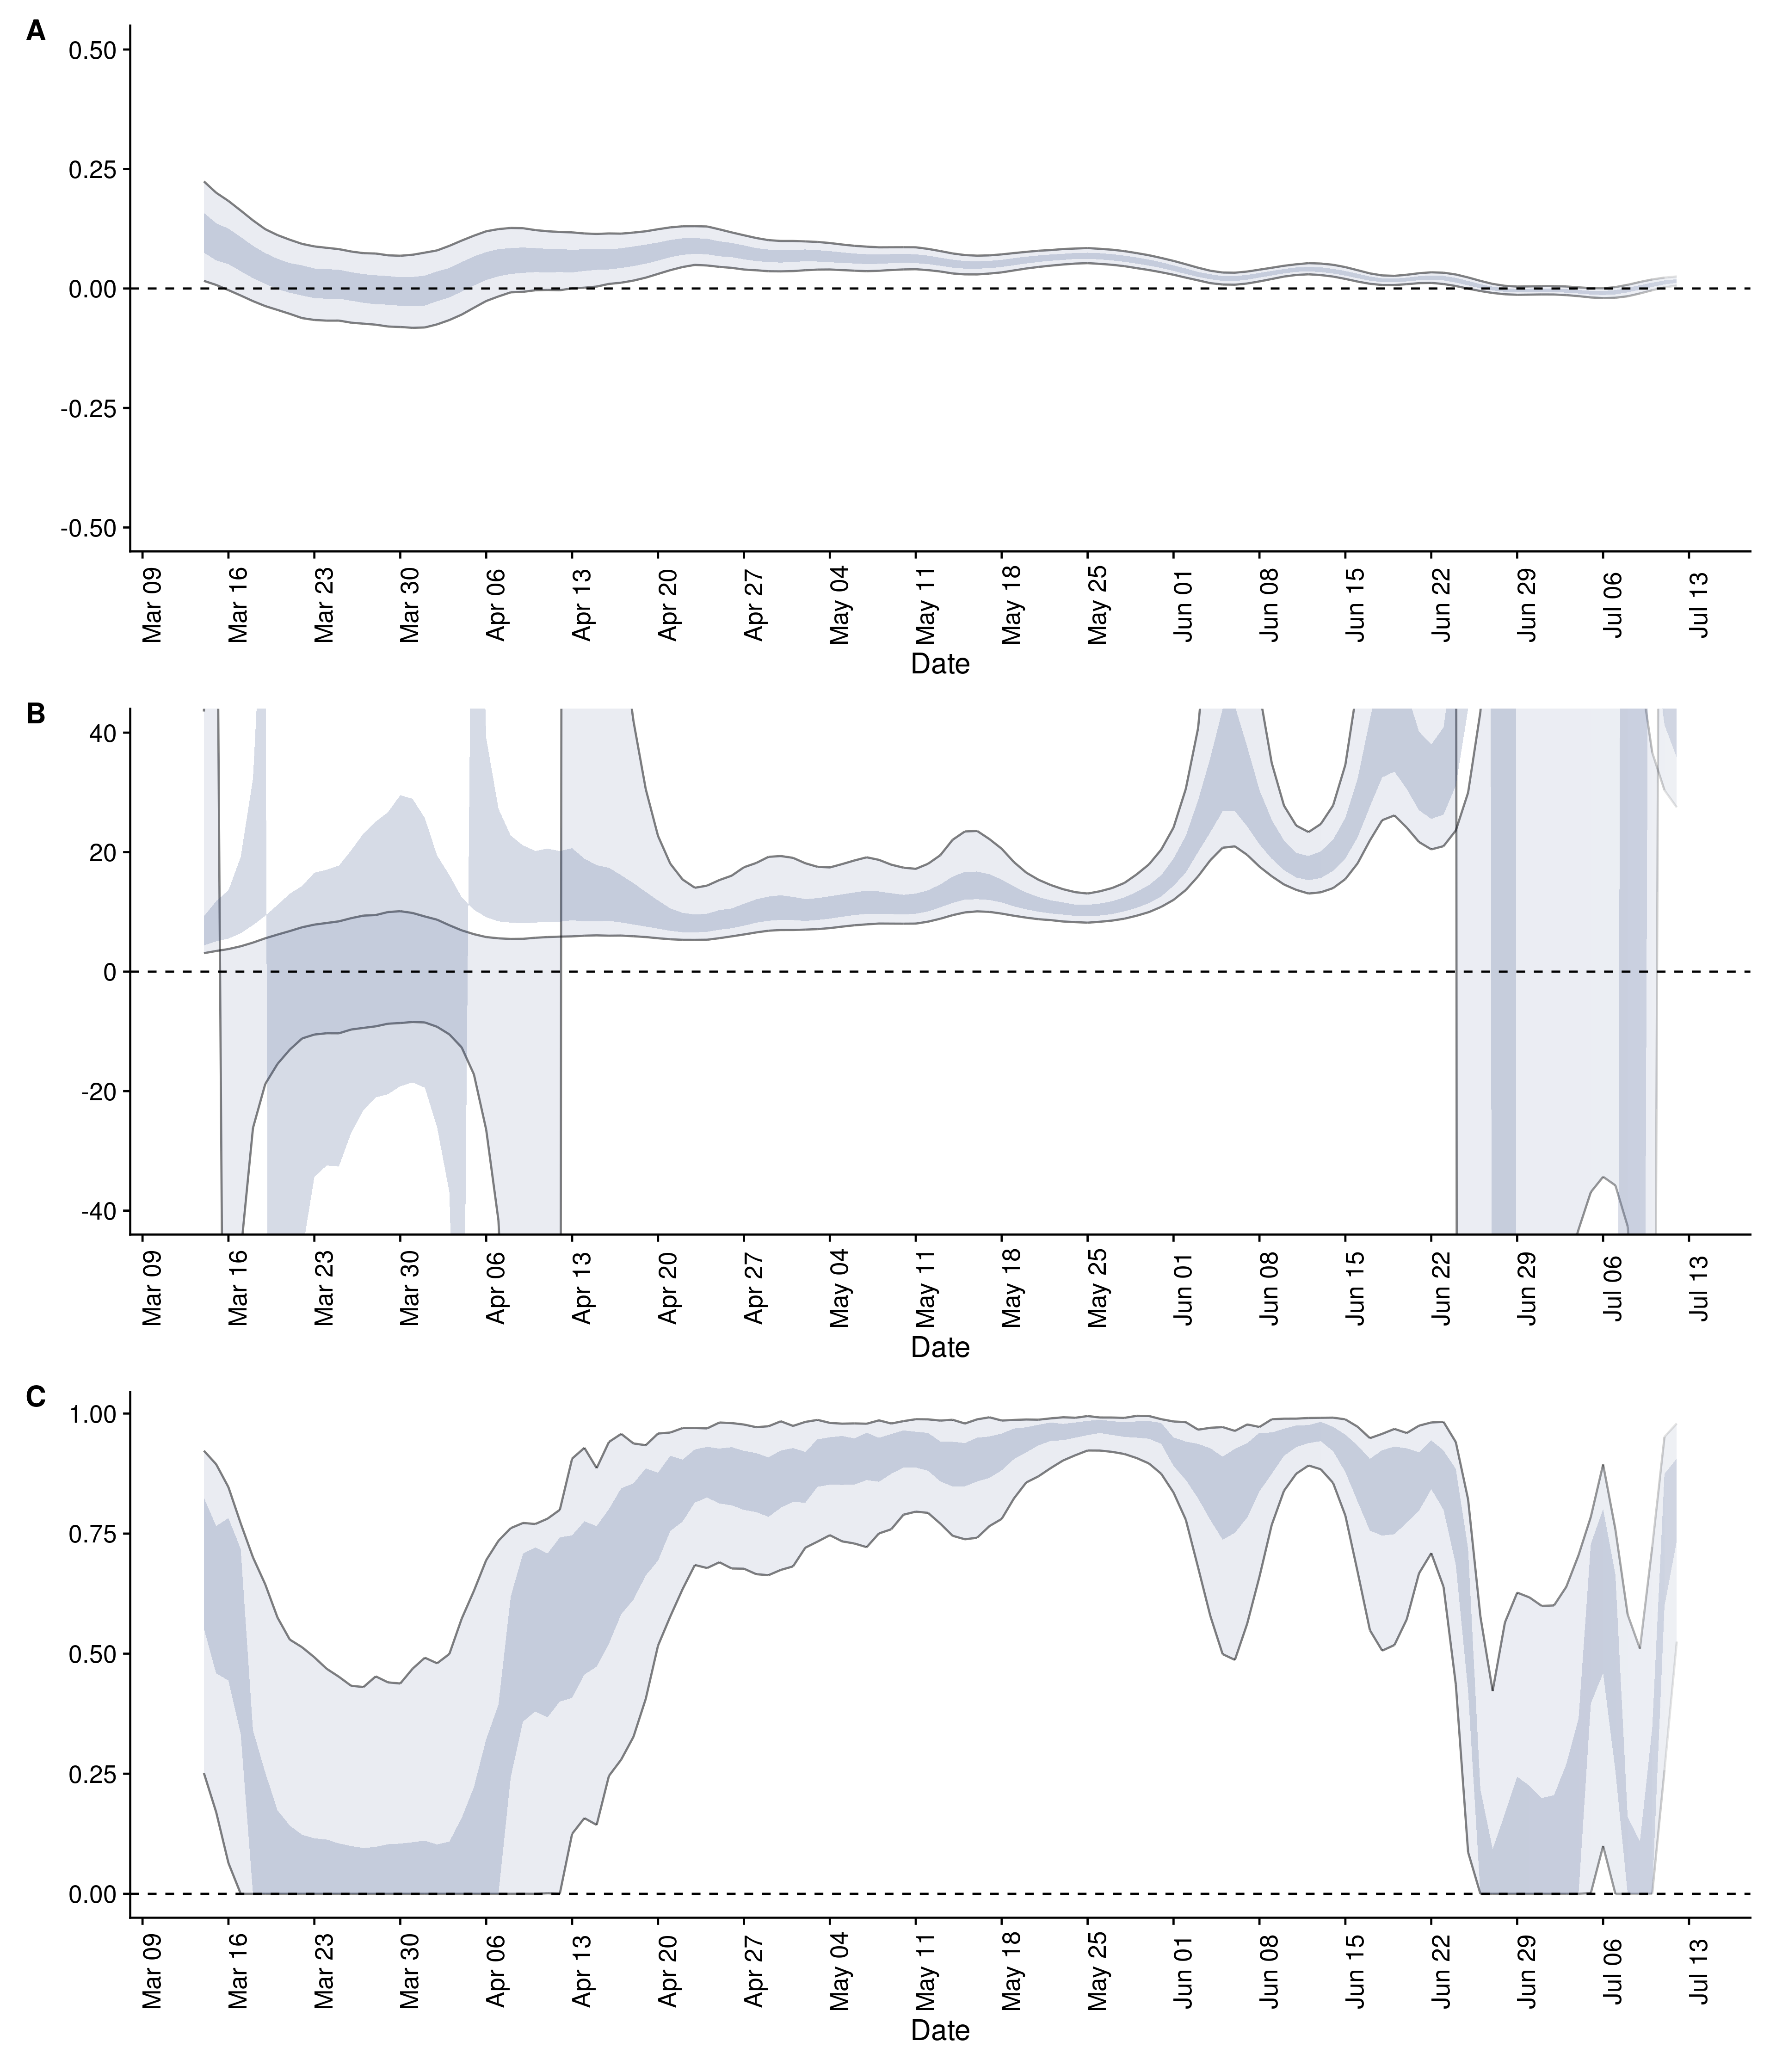 A
0.50
0.25
0.00
-0.25
-0.50
Mar 09
Mar 16
Mar 23
Mar 30
Apr 06
Apr 13
Apr 20
Apr 27
May 04
May 11
May 18
May 25
Jun 01
Jun 08
Jun 15
Jun 22
Jun 29
Jul 06
Jul 13
Date
B
40
20
0
-20
-40
Mar 09
Mar 16
Mar 23
Mar 30
Apr 06
Apr 13
Apr 20
Apr 27
May 04
May 11
May 18
May 25
Jun 01
Jun 08
Jun 15
Jun 22
Jun 29
Jul 06
Jul 13
Date
C
1.00
0.75
0.50
0.25
0.00
Mar 09
Mar 16
Mar 23
Mar 30
Apr 06
Apr 13
Apr 20
Apr 27
May 04
May 11
May 18
May 25
Jun 01
Jun 08
Jun 15
Jun 22
Jun 29
Jul 06
Jul 13
Date